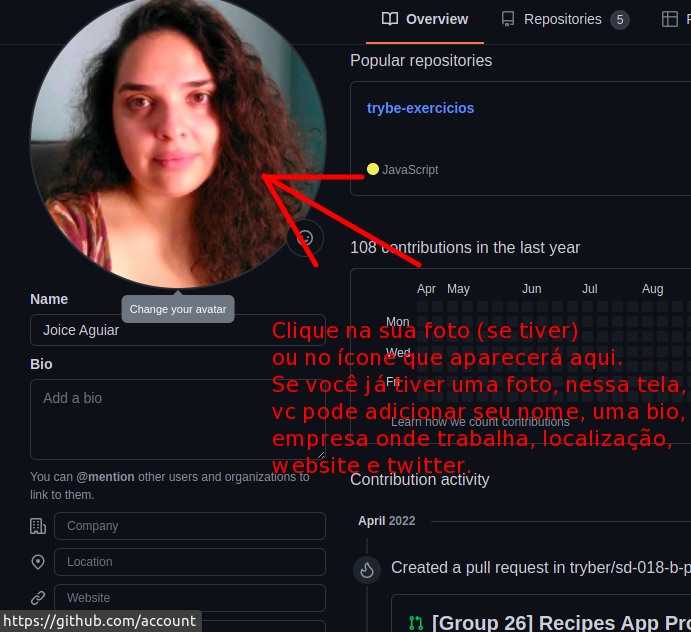 Overview
Repositories 5
P
Popular repositories
trybe-exercicios
JavaScript
108 contributions in the last year
Apr May Jun Jul Aug
Mon
Wed
Fri
Learn how we count contributions
Change your avatar
Name
Joice Aguiar
Bio
Add a bio
You can @mention other users and organizations to
link to them.
Company
Location
Website
https://github.com/account
Clique na sua foto (se tiver)
ou no ícone que aparecerá aqui.
Se você já tiver uma foto, nessa tela,
vc pode adicionar seu nome, uma bio,
empresa onde trabalha, localização,
website e twitter.
Contribution activity
April 2022
Created a pull request in tryber/sd-018-b-p
[Group 26] Recipes App Pro